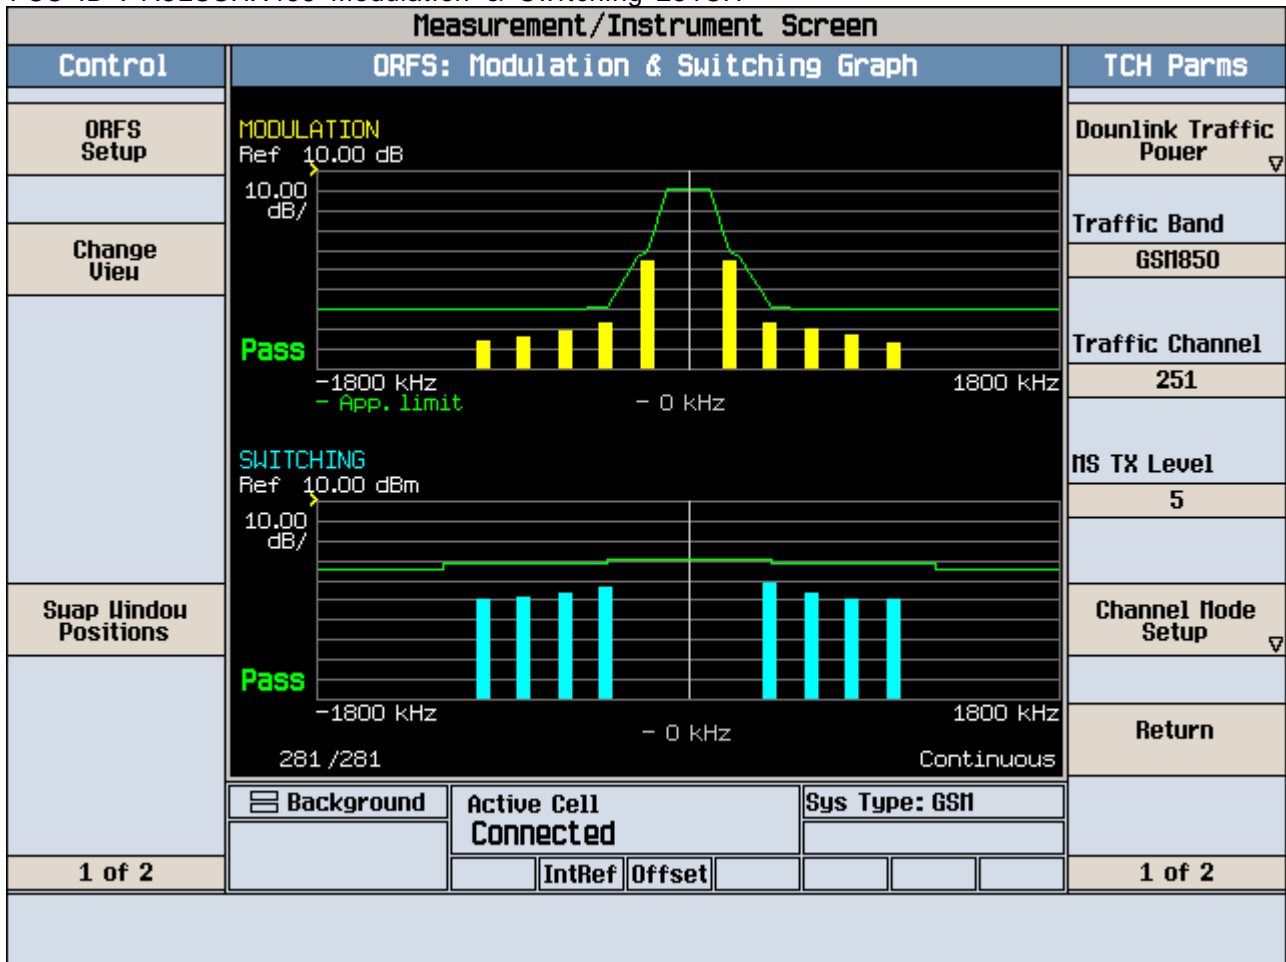 Measurement/Instrument Screen
Control
ORFS: Modulation & Switching Graph
TCH Parms
ORFS
Setup
Change
View
Swap Window
Positions
1 of 2
MODULATION
Ref 10.00 dB
10.00
dB/
Pass
-1800 kHz
1800 kHz
- App. limit
- 0 kHz
SWITCHING
Ref 10.00 dBm
10.00
dB/
Pass
-1800 kHz
1800 kHz
- 0 kHz
281 /281
Continuous
Background
Active Cell
Connected
Sys Type: GSM
IntRef
Offset
Downlink Traffic
Power
Traffic Band
GSM850
Traffic Channel
251
MS TX Level
5
Channel Mode
Setup
Return
1 of 2